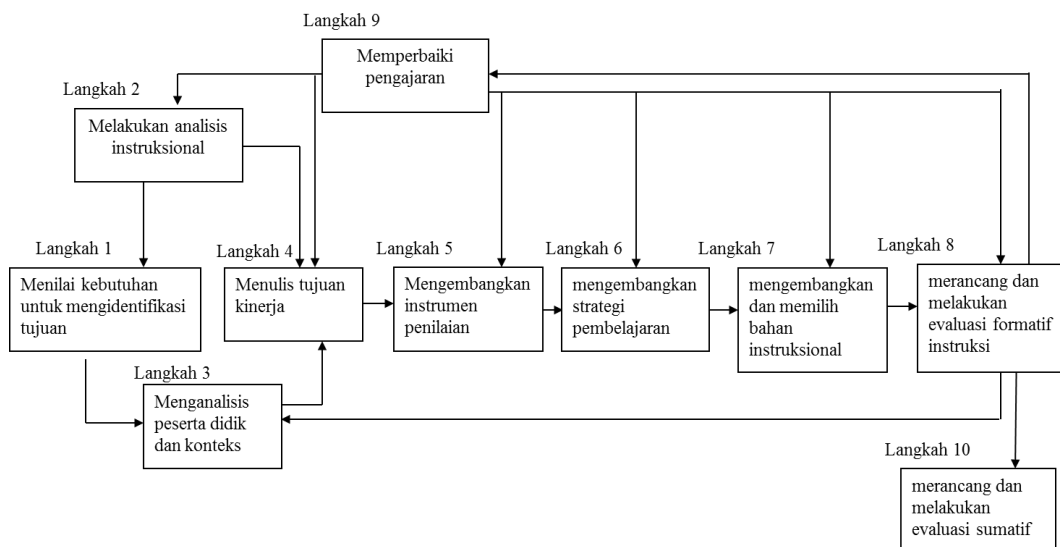 Langkah 9
Memperbaiki
pengajaran
Langkah 2
Melakukan analisis
instruksional
Langkah 1
Menilai kebutuhan
untuk mengidentifikasi
tujuan
Langkah 4
Menulis tujuan
kinerja
Langkah 5
Mengembangkan
instrumen
penilaian
Langkah 6
mengembangkan
strategi
pembelajaran
Langkah 7
mengembangkan
dan memilih
bahan
instruksional
Langkah 8
merancang dan
melakukan
evaluasi formatif
instruksi
Langkah 3
Menganalisis
peserta didik
dan konteks
Langkah 10
merancang dan
melakukan
evaluasi sumatif